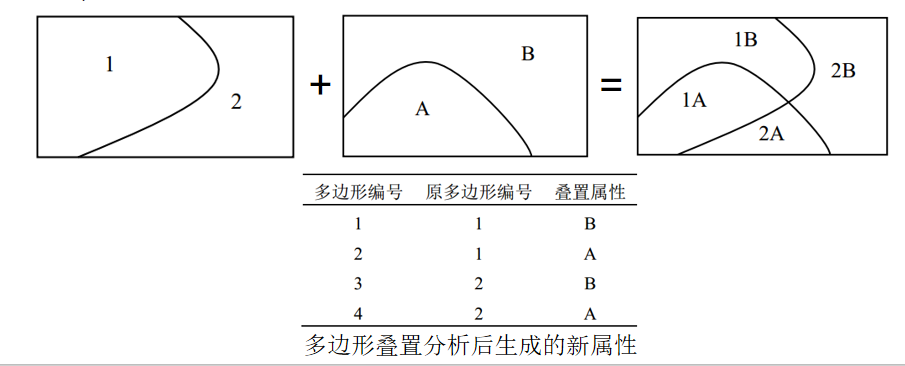 1
2
+
A
B
=
1B
2B
1A
2A
多边形编号 原多边形编号 叠置属性
1 1 B
2 1 A
3 2 B
4 2 A
多边形叠置分析后生成的新属性